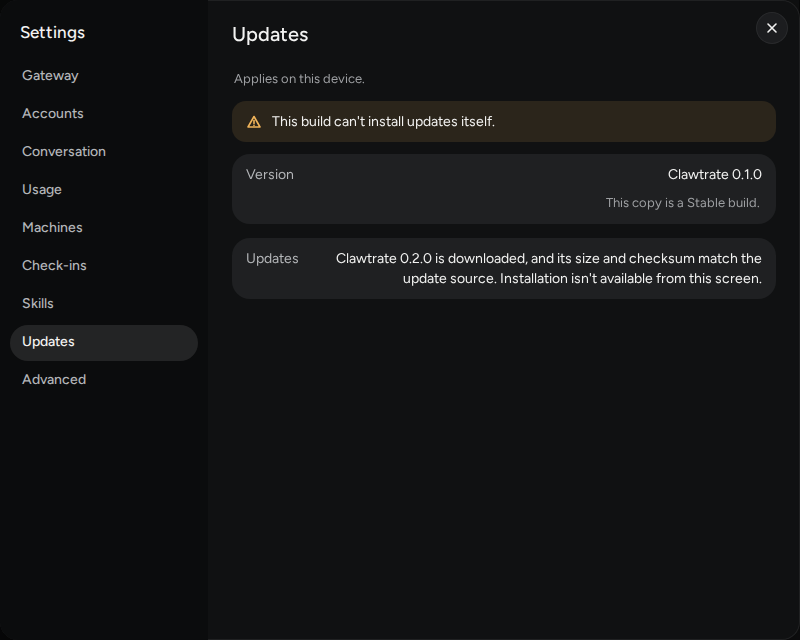 Settings
Gateway
Accounts
Conversation
Usage
Machines
Check-ins
Skills
Updates
Advanced
Updates
Applies on this device.
This build can't install updates itself.
Version
Clawtrate 0.1.0
This copy is a Stable build.
Updates
Clawtrate 0.2.0 is downloaded, and its size and checksum match the
update source. Installation isn't available from this screen.